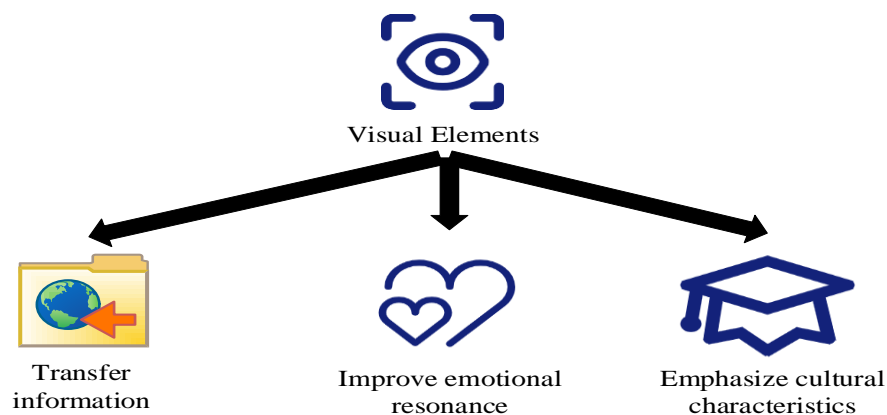 Visual Elements
Transfer
information
Improve emotional
resonance
Emphasize cultural
characteristics